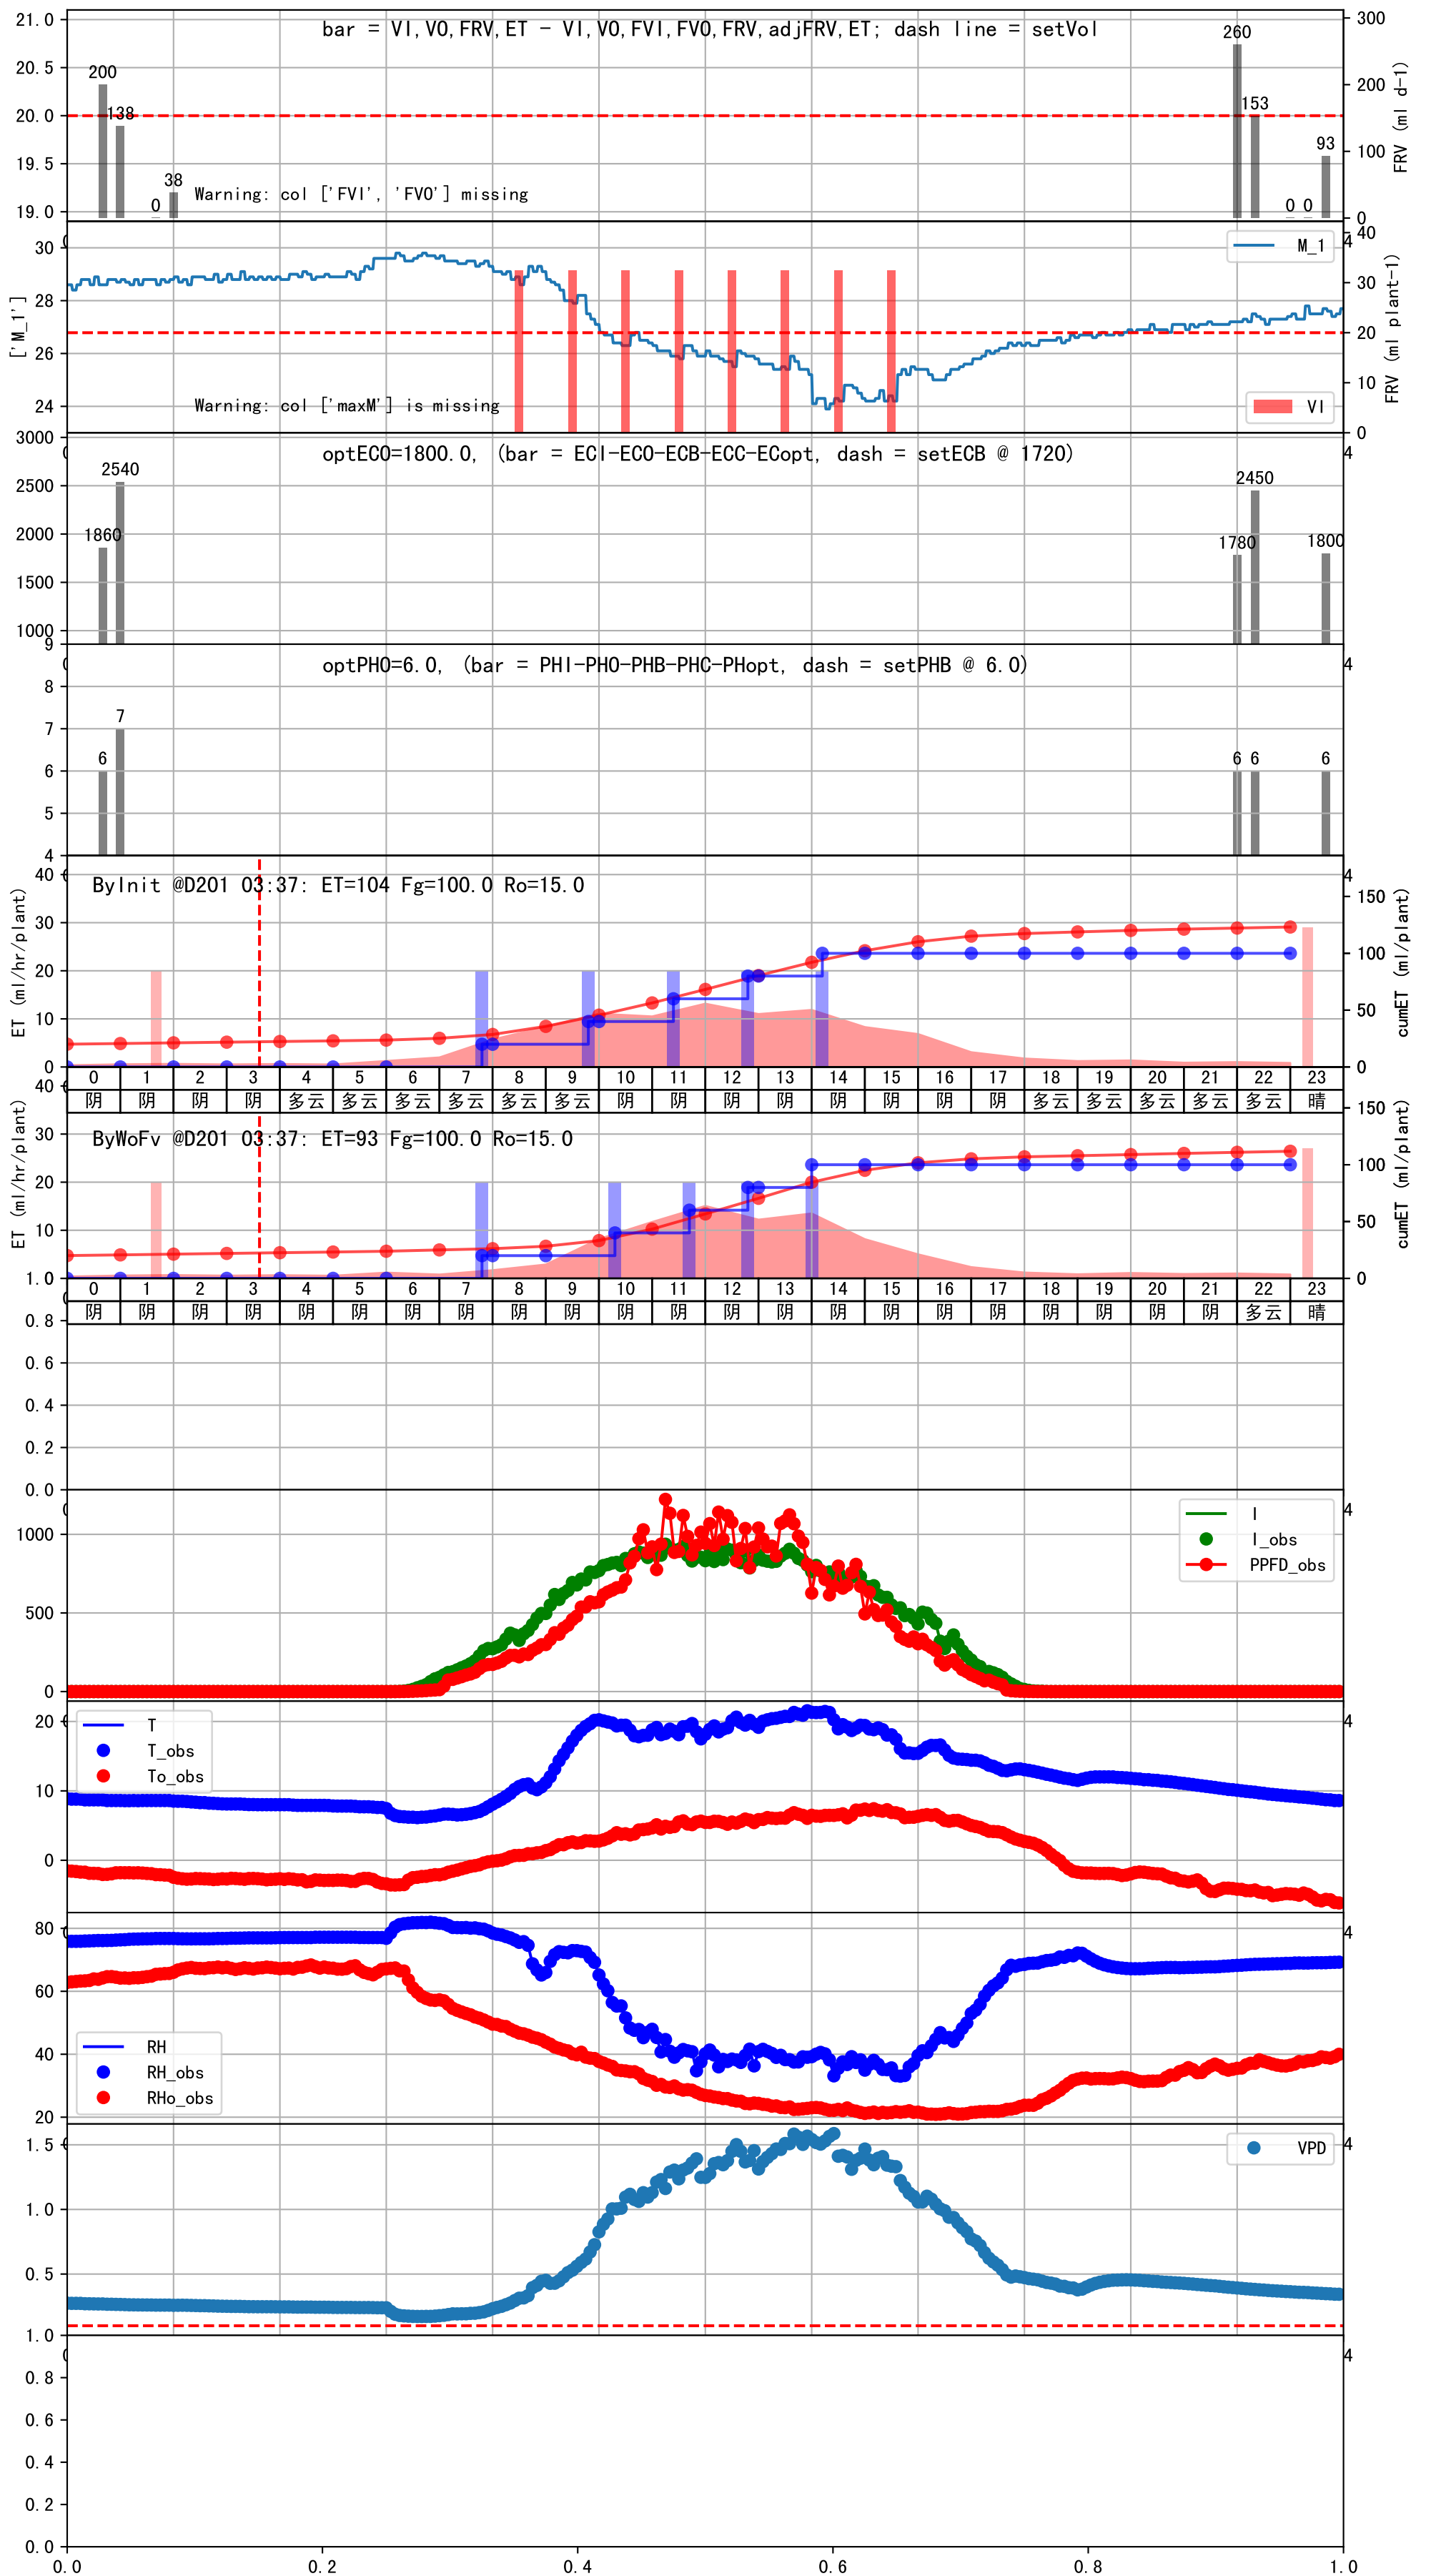 bar = VI,VO,FRV,ET - VI,VO,FVI,FVO,FRV,adjFRV,ET; dash line = setVol
21.0
20.5
20.0
19.5
19.0
300
200
100
0
FRV (ml d-1)
200
138
0
38
260
153
0
0
93
Warning: col ['FVI', 'FVO'] missing
['M_1']
30
28
26
24
40
30
20
10
0
FRV (ml plant-1)
M_1
VI
Warning: col ['maxM'] is missing
optECO=1800.0, (bar = ECI-ECO-ECB-ECC-ECopt, dash = setECB @ 1720)
3000
2500
2000
1500
1000
1860
2540
1780
2450
1800
optPHO=6.0, (bar = PHI-PHO-PHB-PHC-PHopt, dash = setPHB @ 6.0)
9
8
7
6
5
4
6
7
6
6
6
ByInit @D201 03:37: ET=104 Fg=100.0 Ro=15.0
ET (ml/hr/plant)
40
30
20
10
0
150
100
50
0
cumET (ml/plant)
0 1 2 3 4 5 6 7 8 9 10 11 12 13 14 15 16 17 18 19 20 21 22 23
阴 阴 阴 阴 多云 多云 多云 多云 多云 多云 阴 阴 阴 阴 阴 阴 阴 阴 多云 多云 多云 多云 多云 晴
ByWoFv @D201 03:37: ET=93 Fg=100.0 Ro=15.0
ET (ml/hr/plant)
40
30
20
10
150
100
50
0
cumET (ml/plant)
0 1 2 3 4 5 6 7 8 9 10 11 12 13 14 15 16 17 18 19 20 21 22 23
阴 阴 阴 阴 阴 阴 阴 阴 阴 阴 阴 阴 阴 阴 阴 阴 阴 阴 阴 阴 阴 阴 多云 晴
1.0
0.8
0.6
0.4
0.2
0.0
1000
500
0
I
I_obs
PPFD_obs
20
10
0
T
T_obs
To_obs
80
60
40
20
RH
RH_obs
RHo_obs
1.5
1.0
0.5
VPD
1.0
0.8
0.6
0.4
0.2
0.0
0.0 0.2 0.4 0.6 0.8 1.0